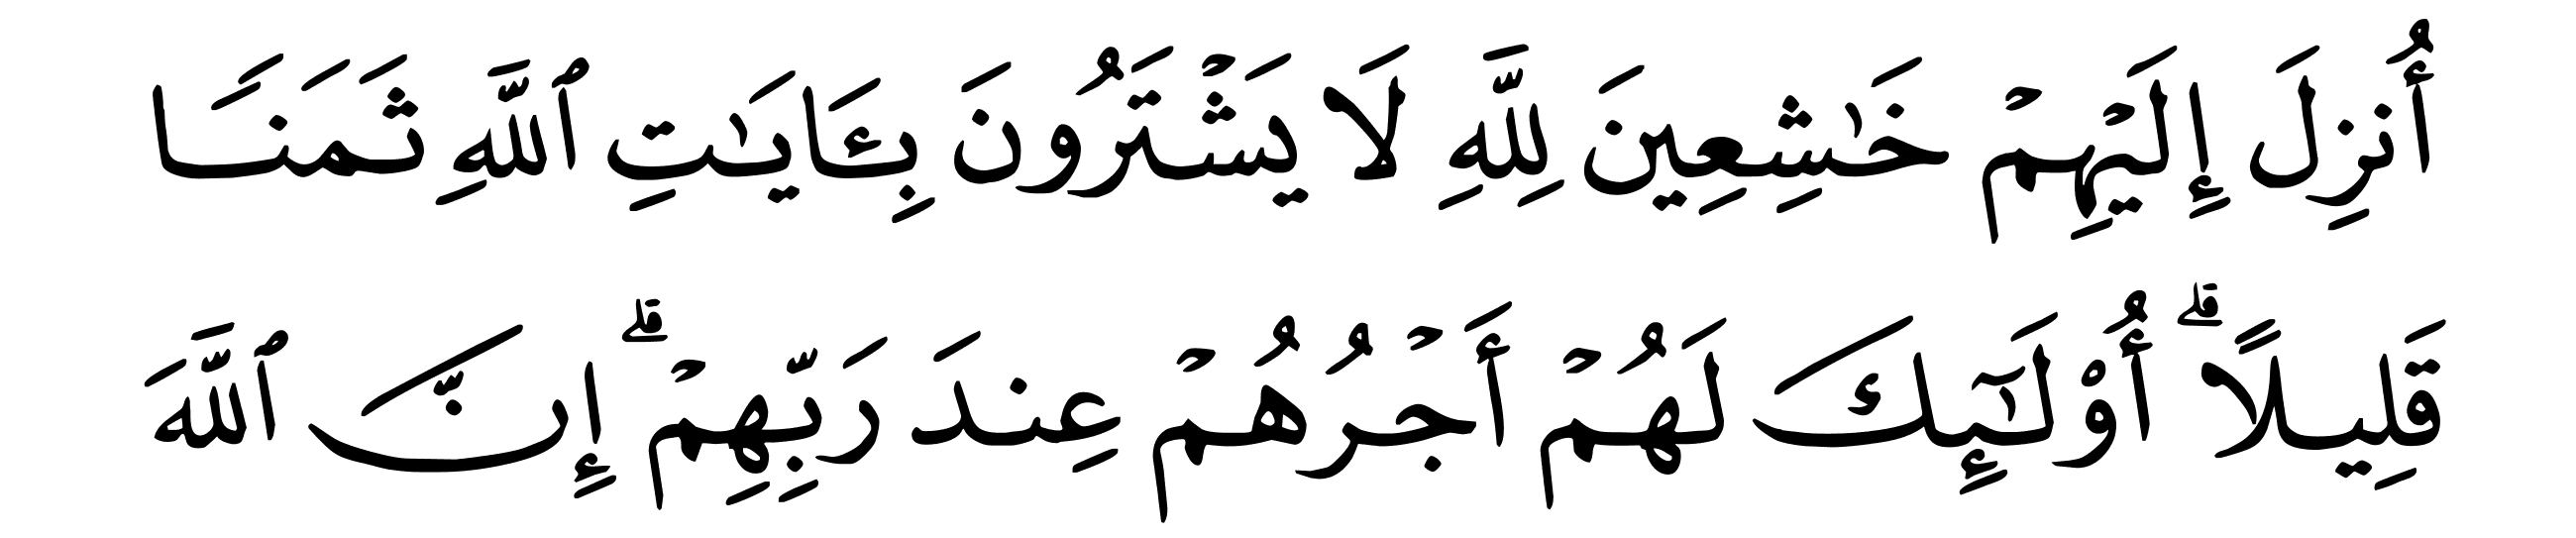 أُنزِلَ إِلَيْهِمْ خَـٰشِعِينَ لِلَّهِ لَا يَشْتَرُونَ بِـَٔايَـٰتِ ٱللَّهِ ثَمَنًا
قَلِيلًا ۗ أُو۟لَـٰٓئِكَ لَهُمْ أَجْرُهُمْ عِندَ رَبِّهِمْ ۗ إِنَّ ٱللَّهَ